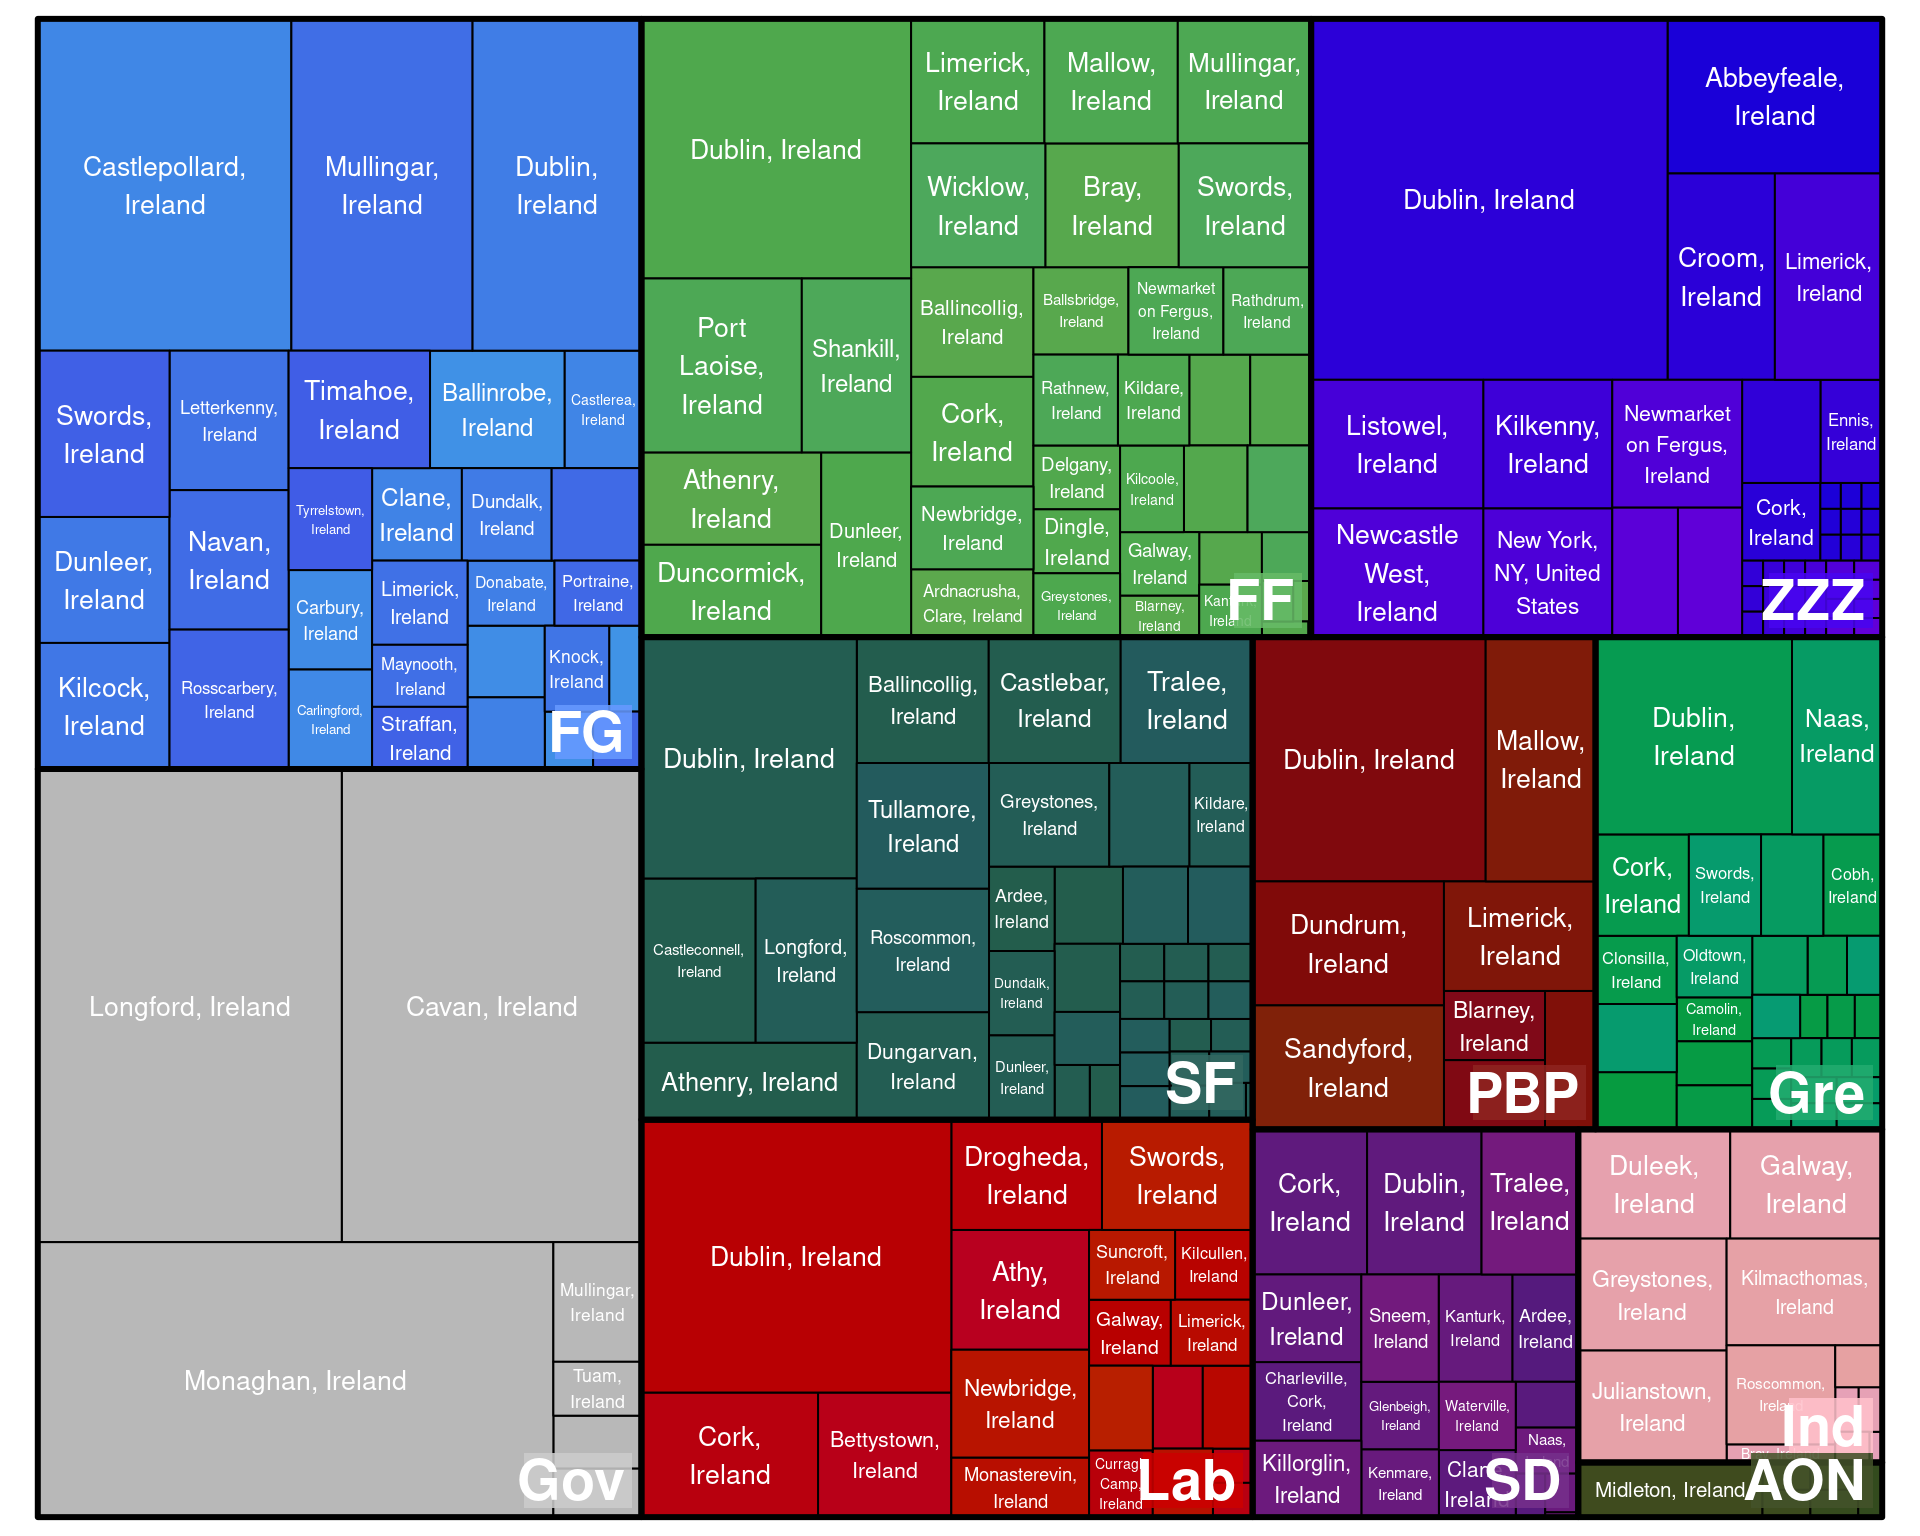 Castlepollard,
Ireland
Mullingar,
Ireland
Dublin,
Ireland
Swords,
Ireland
Letterkenny,
Ireland
Timahoe,
Ireland
Ballinrobe,
Ireland
Castlerea,
Ireland
Dunleer,
Ireland
Navan,
Ireland
Tyrrelstown,
Ireland
Clane,
Ireland
Dundalk,
Ireland
Carbury,
Ireland
Limerick,
Ireland
Donabate,
Ireland
Portraine,
Ireland
Kilcock,
Ireland
Rosscarbery,
Ireland
Carlingford,
Ireland
Maynooth,
Ireland
Straffan,
Ireland
Knock,
Ireland
FG
Longford, Ireland
Cavan, Ireland
Monaghan, Ireland
Mullingar,
Ireland
Tuam,
Ireland
Gov
Dublin, Ireland
Limerick,
Ireland
Mallow,
Ireland
Mullingar,
Ireland
Wicklow,
Ireland
Bray,
Ireland
Swords,
Ireland
Port
Laoise,
Ireland
Shankill,
Ireland
Ballincollig,
Ireland
Ballsbridge,
Ireland
Newmarket
on Fergus,
Ireland
Rathdrum,
Ireland
Cork,
Ireland
Rathnew,
Ireland
Kildare,
Ireland
Athenry,
Ireland
Dunleer,
Ireland
Newbridge,
Ireland
Delgany,
Ireland
Kilcoole,
Ireland
Dingle,
Ireland
Galway,
Ireland
Duncormick,
Ireland
Ardnacrusha,
Clare, Ireland
Greystones,
Ireland
Blarney,
Ireland
FF
Dublin, Ireland
Abbeyfeale,
Ireland
Croom,
Ireland
Limerick,
Ireland
Listowel,
Ireland
Kilkenny,
Ireland
Newmarket
on Fergus,
Ireland
Ennis,
Ireland
Newcastle
West,
Ireland
New York,
NY, United
States
Cork,
Ireland
ZZZ
Dublin, Ireland
Ballincollig,
Ireland
Castlebar,
Ireland
Tralee,
Ireland
Tullamore,
Ireland
Greystones,
Ireland
Kildare,
Ireland
Castleconnell,
Ireland
Longford,
Ireland
Roscommon,
Ireland
Ardee,
Ireland
Dundalk,
Ireland
Athenry, Ireland
Dungarvan,
Ireland
Dunleer,
Ireland
SF
Dublin, Ireland
Mallow,
Ireland
Dundrum,
Ireland
Limerick,
Ireland
Sandyford,
Ireland
Blarney,
Ireland
PBP
Dublin,
Ireland
Naas,
Ireland
Cork,
Ireland
Swords,
Ireland
Cobh,
Ireland
Clonsilla,
Ireland
Oldtown,
Ireland
Camolin,
Ireland
Gre
Dublin, Ireland
Drogheda,
Ireland
Swords,
Ireland
Athy,
Ireland
Suncroft,
Ireland
Kilcullen,
Ireland
Galway,
Ireland
Limerick,
Ireland
Cork,
Ireland
Bettystown,
Ireland
Newbridge,
Ireland
Monasterevin,
Ireland
Camp,
Ireland
Lab
Cork,
Ireland
Dublin,
Ireland
Tralee,
Ireland
Dunleer,
Ireland
Sneem,
Ireland
Kanturk,
Ireland
Ardee,
Ireland
Charleville,
Cork,
Ireland
Glenbeigh,
Ireland
Waterville,
Ireland
Naas,
Killorglin,
Ireland
Kenmare,
Ireland
Ireland
SD
Duleek,
Ireland
Galway,
Ireland
Greystones,
Ireland
Kilmacthomas,
Ireland
Julianstown,
Ireland
Roscommon,
Ireland
Ind
Midleton, Ireland
AON